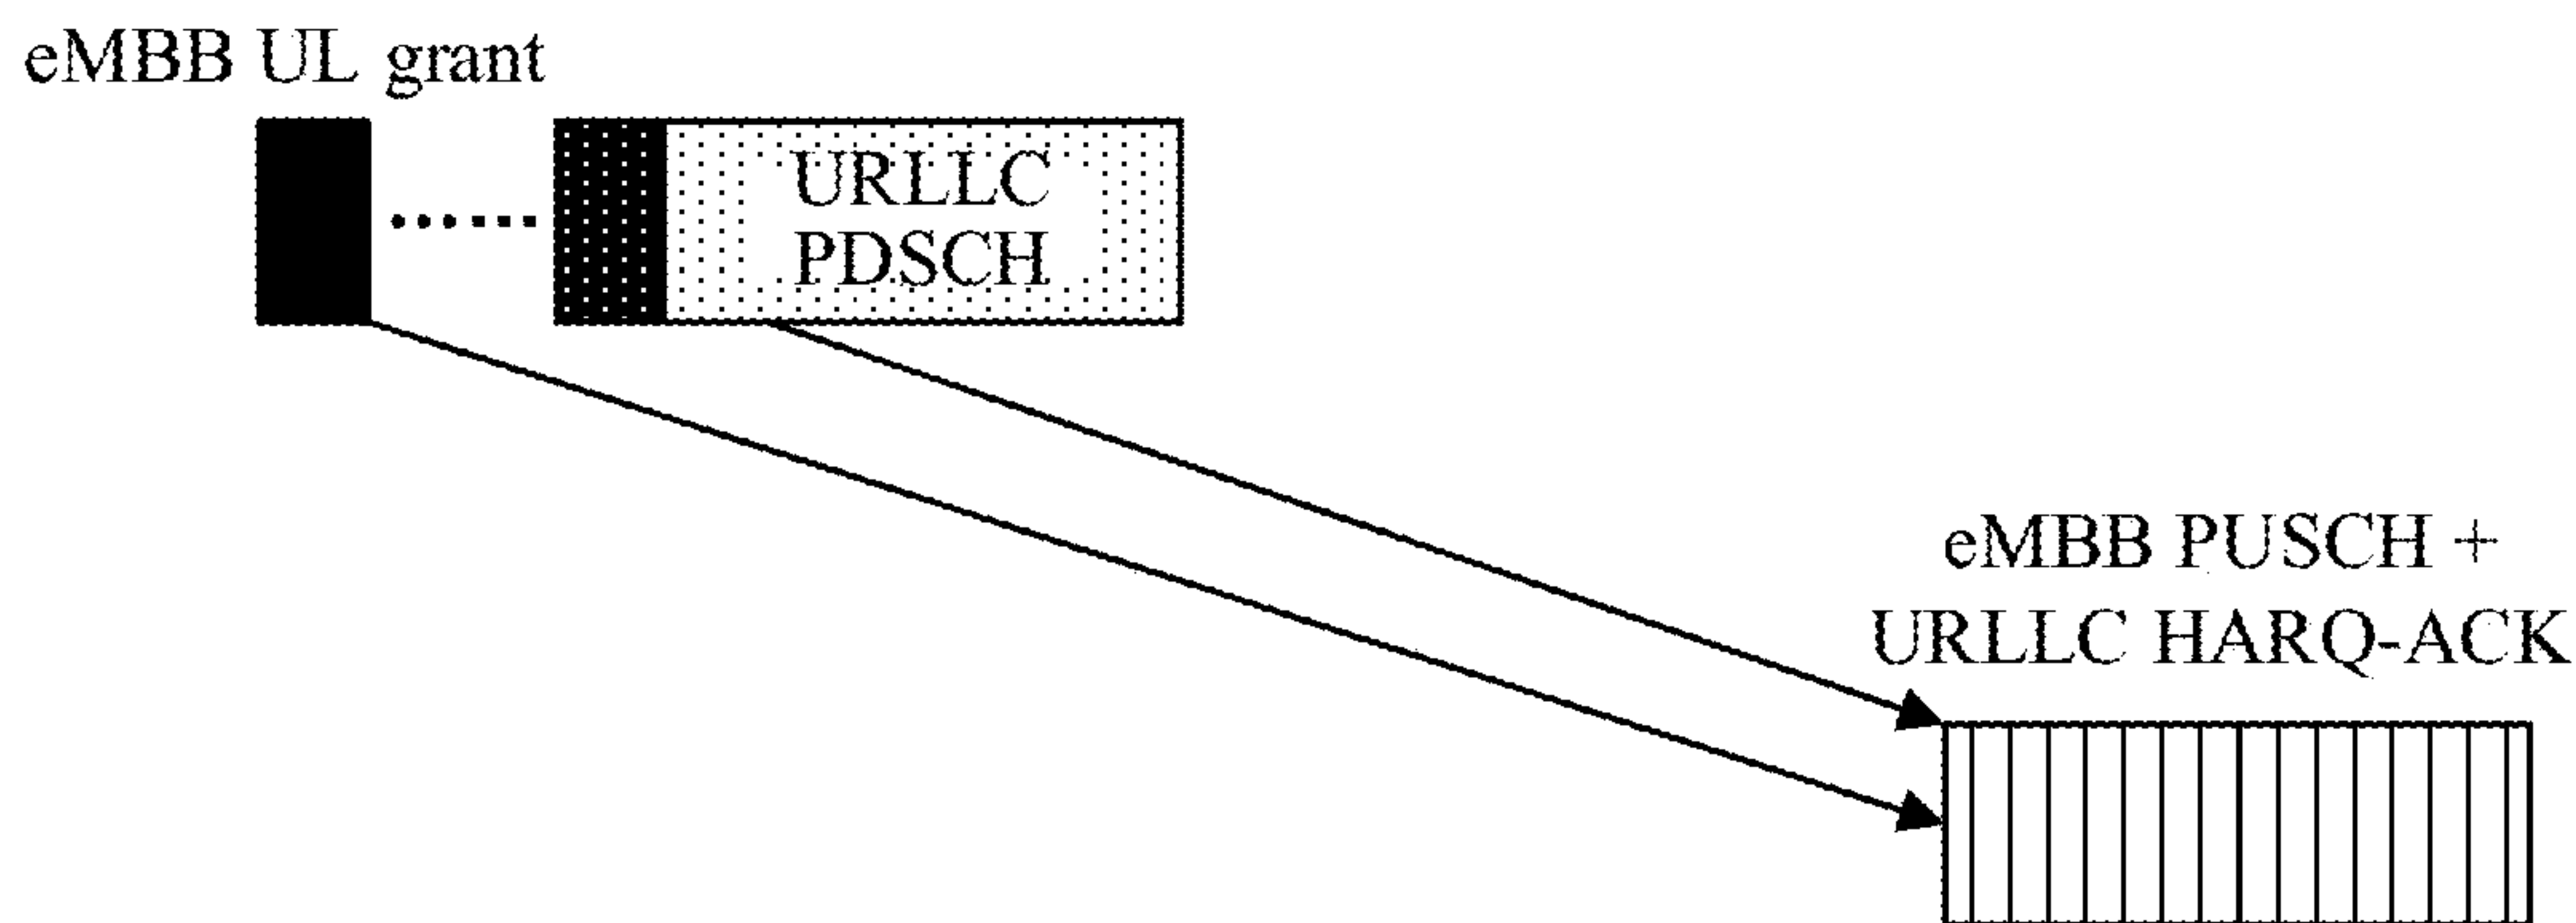 eMBB UL grant
URLLC
PDSCH
eMBB PUSCH +
URLLC HARQ-ACK